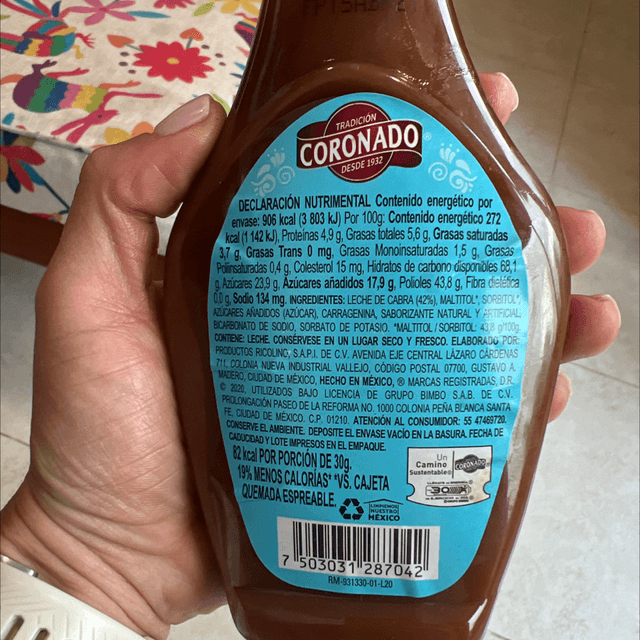 TRADICIÓN
CORONADO®
DESDE 1932
DECLARACIÓN NUTRIMENTAL Contenido energético por
envase: 906 kcal (3 803 kJ) Por 100g: Contenido energético 272
kcal (1 142 kJ), Proteínas 4,9 g, Grasas totales 5,6 g, Grasas saturadas
3,7 g, Grasas Trans 0 mg, Grasas Monoinsaturadas 1,5 g, Grasas
Poliinsaturadas 0,4 g, Colesterol 15 mg, Hidratos de carbono disponibles 68,1
g, Azúcares 23,9 g, Azúcares añadidos 17,9 g, Polioles 43,8 g, Fibra dietética
0,0 g, Sodio 134 mg. INGREDIENTES: LECHE DE CABRA (42%), MALTITOL*, SORBITOL*,
AZÚCARES AÑADIDOS (AZÚCAR), CARRAGENINA, SABORIZANTE NATURAL Y ARTIFICIAL,
BICARBONATO DE SODIO, SORBATO DE POTASIO. *MALTITOL / SORBITOL: 43,8 g/100g.
CONTIENE: LECHE. CONSÉRVESE EN UN LUGAR SECO Y FRESCO. ELABORADO POR:
PRODUCTOS RICOLINO, S.A.P.I. DE C.V. AVENIDA EJE CENTRAL LÁZARO CÁRDENAS
711, COLONIA NUEVA INDUSTRIAL VALLEJO, CÓDIGO POSTAL 07700, GUSTAVO A.
MADERO, CIUDAD DE MÉXICO, HECHO EN MÉXICO, ® MARCAS REGISTRADAS, D.R.
© 2020. UTILIZADOS BAJO LICENCIA DE GRUPO BIMBO S.A.B. DE C.V.
PROLONGACIÓN PASEO DE LA REFORMA NO. 1000 COLONIA PEÑA BLANCA SANTA
FE, CIUDAD DE MÉXICO. C.P. 01210. ATENCIÓN AL CONSUMIDOR: 55 47469720.
CONSERVE EL AMBIENTE. DEPOSITE EL ENVASE VACÍO EN LA BASURA. FECHA DE
CADUCIDAD Y LOTE IMPRESOS EN EL EMPAQUE.
82 kcal POR PORCIÓN DE 30g.
19% MENOS CALORÍAS* *VS. CAJETA
QUEMADA ESPREABLE.
Un
Camino
Sustentable®
CORONADO
LIMPIEMOS
NUESTRO
MÉXICO
7 503031 287042
RM-931330-01-L20